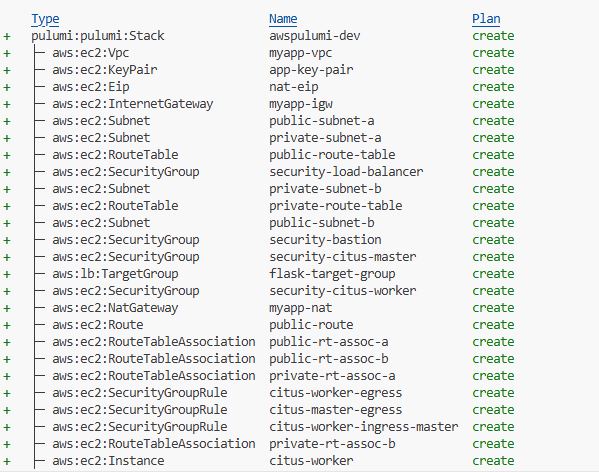 Type Name Plan
+ pulumi:pulumi:Stack awspulumi-dev create
+ ├─ aws:ec2:Vpc myapp-vpc create
+ ├─ aws:ec2:KeyPair app-key-pair create
+ ├─ aws:ec2:Eip nat-eip create
+ ├─ aws:ec2:InternetGateway myapp-igw create
+ ├─ aws:ec2:Subnet public-subnet-a create
+ ├─ aws:ec2:Subnet private-subnet-a create
+ ├─ aws:ec2:RouteTable public-route-table create
+ ├─ aws:ec2:SecurityGroup security-load-balancer create
+ ├─ aws:ec2:Subnet private-subnet-b create
+ ├─ aws:ec2:RouteTable private-route-table create
+ ├─ aws:ec2:Subnet public-subnet-b create
+ ├─ aws:ec2:SecurityGroup security-bastion create
+ ├─ aws:ec2:SecurityGroup security-citus-master create
+ ├─ aws:lb:TargetGroup flask-target-group create
+ ├─ aws:ec2:SecurityGroup security-citus-worker create
+ ├─ aws:ec2:NatGateway myapp-nat create
+ ├─ aws:ec2:Route public-route create
+ ├─ aws:ec2:RouteTableAssociation public-rt-assoc-a create
+ ├─ aws:ec2:RouteTableAssociation public-rt-assoc-b create
+ ├─ aws:ec2:RouteTableAssociation private-rt-assoc-a create
+ ├─ aws:ec2:SecurityGroupRule citus-worker-egress create
+ ├─ aws:ec2:SecurityGroupRule citus-master-egress create
+ ├─ aws:ec2:SecurityGroupRule citus-worker-ingress-master create
+ ├─ aws:ec2:RouteTableAssociation private-rt-assoc-b create
+ ├─ aws:ec2:Instance citus-worker create